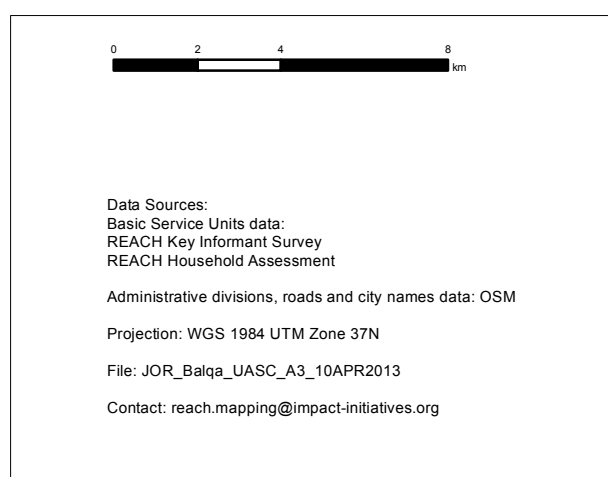 0 2 4 8
km
Data Sources:
Basic Service Units data:
REACH Key Informant Survey
REACH Household Assessment
Administrative divisions, roads and city names data: OSM
Projection: WGS 1984 UTM Zone 37N
File: JOR_Balqa_UASC_A3_10APR2013
Contact: reach.mapping@impact-initiatives.org